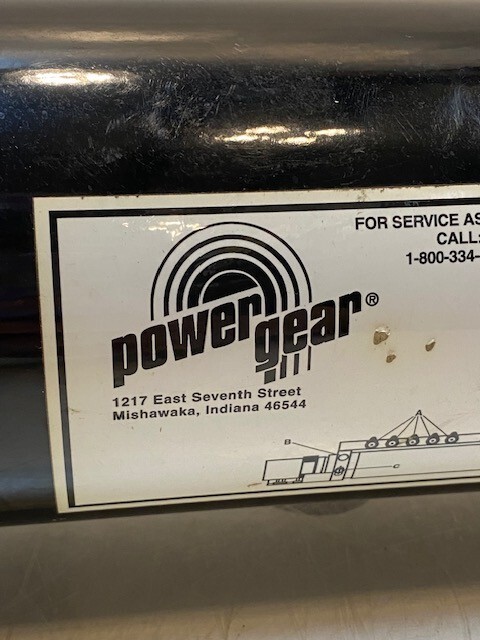 FOR SERVICE AS
CALL:
1-800-334-
power gear®
1217 East Seventh Street
Mishawaka, Indiana 46544
A
B
C